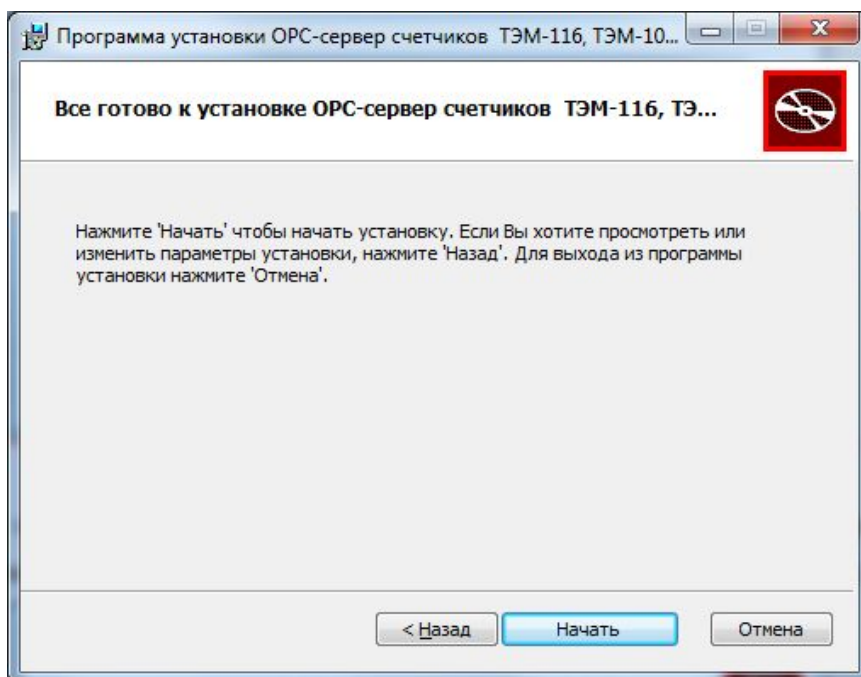 Программа установки ОРС-сервер счетчиков ТЭМ-116, ТЭМ-10...
Все готово к установке ОРС-сервер счетчиков ТЭМ-116, ТЭ...
Нажмите 'Начать' чтобы начать установку. Если Вы хотите просмотреть или
изменить параметры установки, нажмите 'Назад'. Для выхода из программы
установки нажмите 'Отмена'.
< Назад
Начать
Отмена